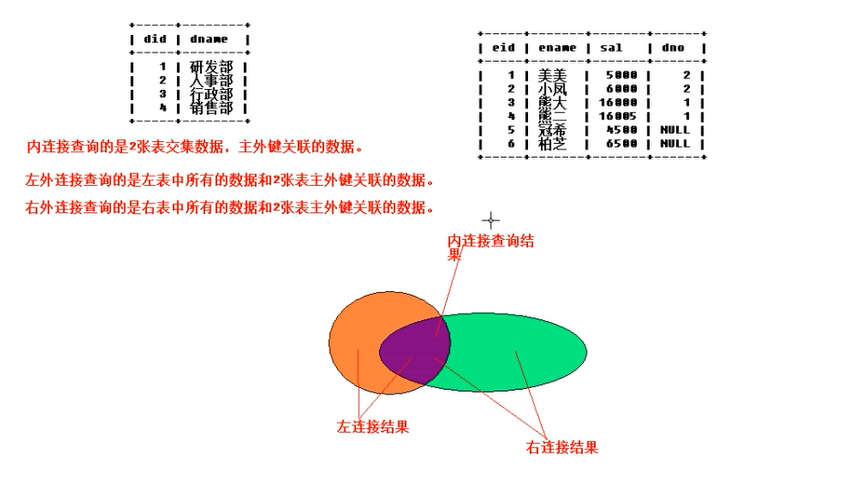 did | dname
1 | 研发部
2 | 人事部
3 | 行政部
4 | 销售部
eid | ename | sal | dno
1 | 美美 | 5000 | 2
2 | 小凤 | 6000 | 2
3 | 熊大 | 16000 | 1
4 | 熊二 | 16005 | 1
5 | 冠希 | 4500 | NULL
6 | 柏芝 | 6500 | NULL
内连接查询的是2张表交集数据，主外键关联的数据。
左外连接查询的是左表中所有的数据和2张表主外键关联的数据。
右外连接查询的是右表中所有的数据和2张表主外键关联的数据。
内连接查询结
果
左连接结果
右连接结果